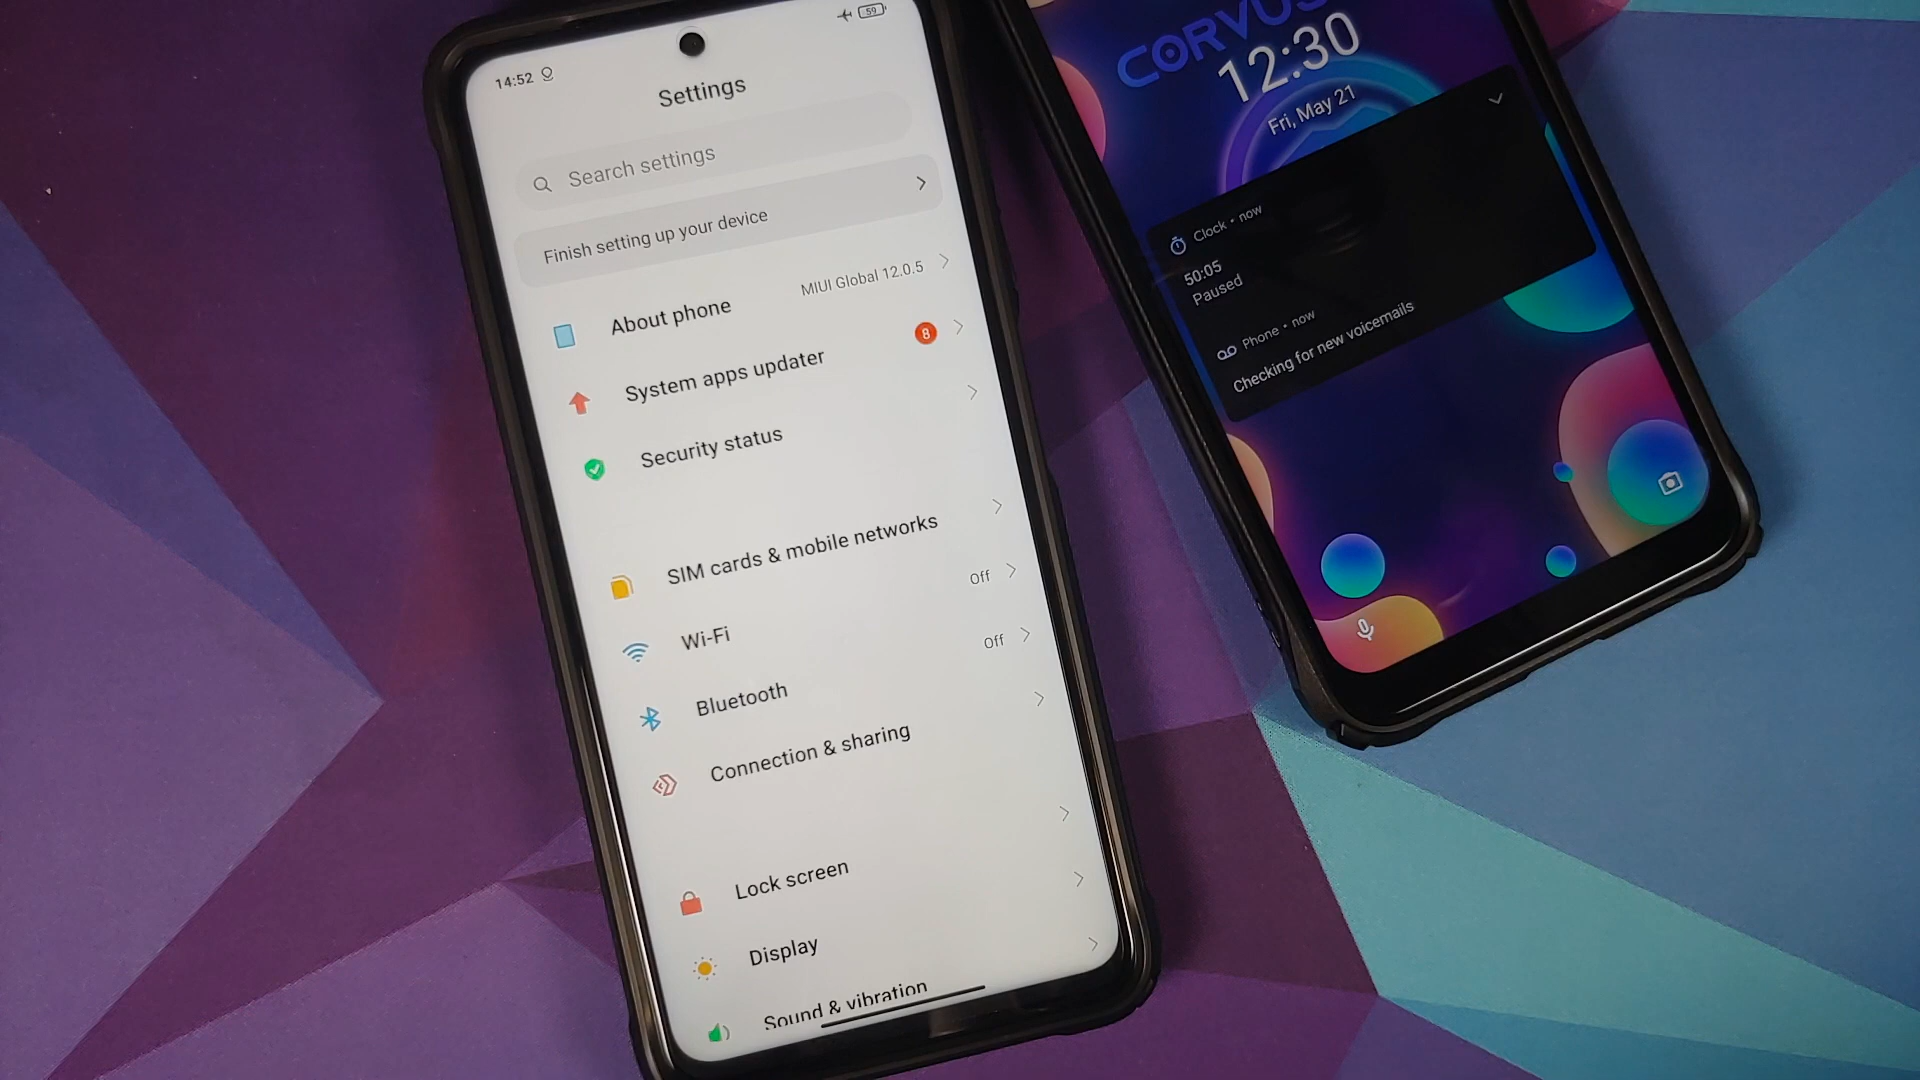 14:52
59
Settings
Search settings
Finish setting up your device
About phone
MIUI Global 12.0.5
System apps updater
8
Security status
SIM cards & mobile networks
Wi-Fi
Off
Bluetooth
Off
Connection & sharing
Lock screen
Display
Sound & vibration
CORVUS
12:30
Fri, May 21
Clock • now
50:05
Paused
Phone • now
Checking for new voicemails